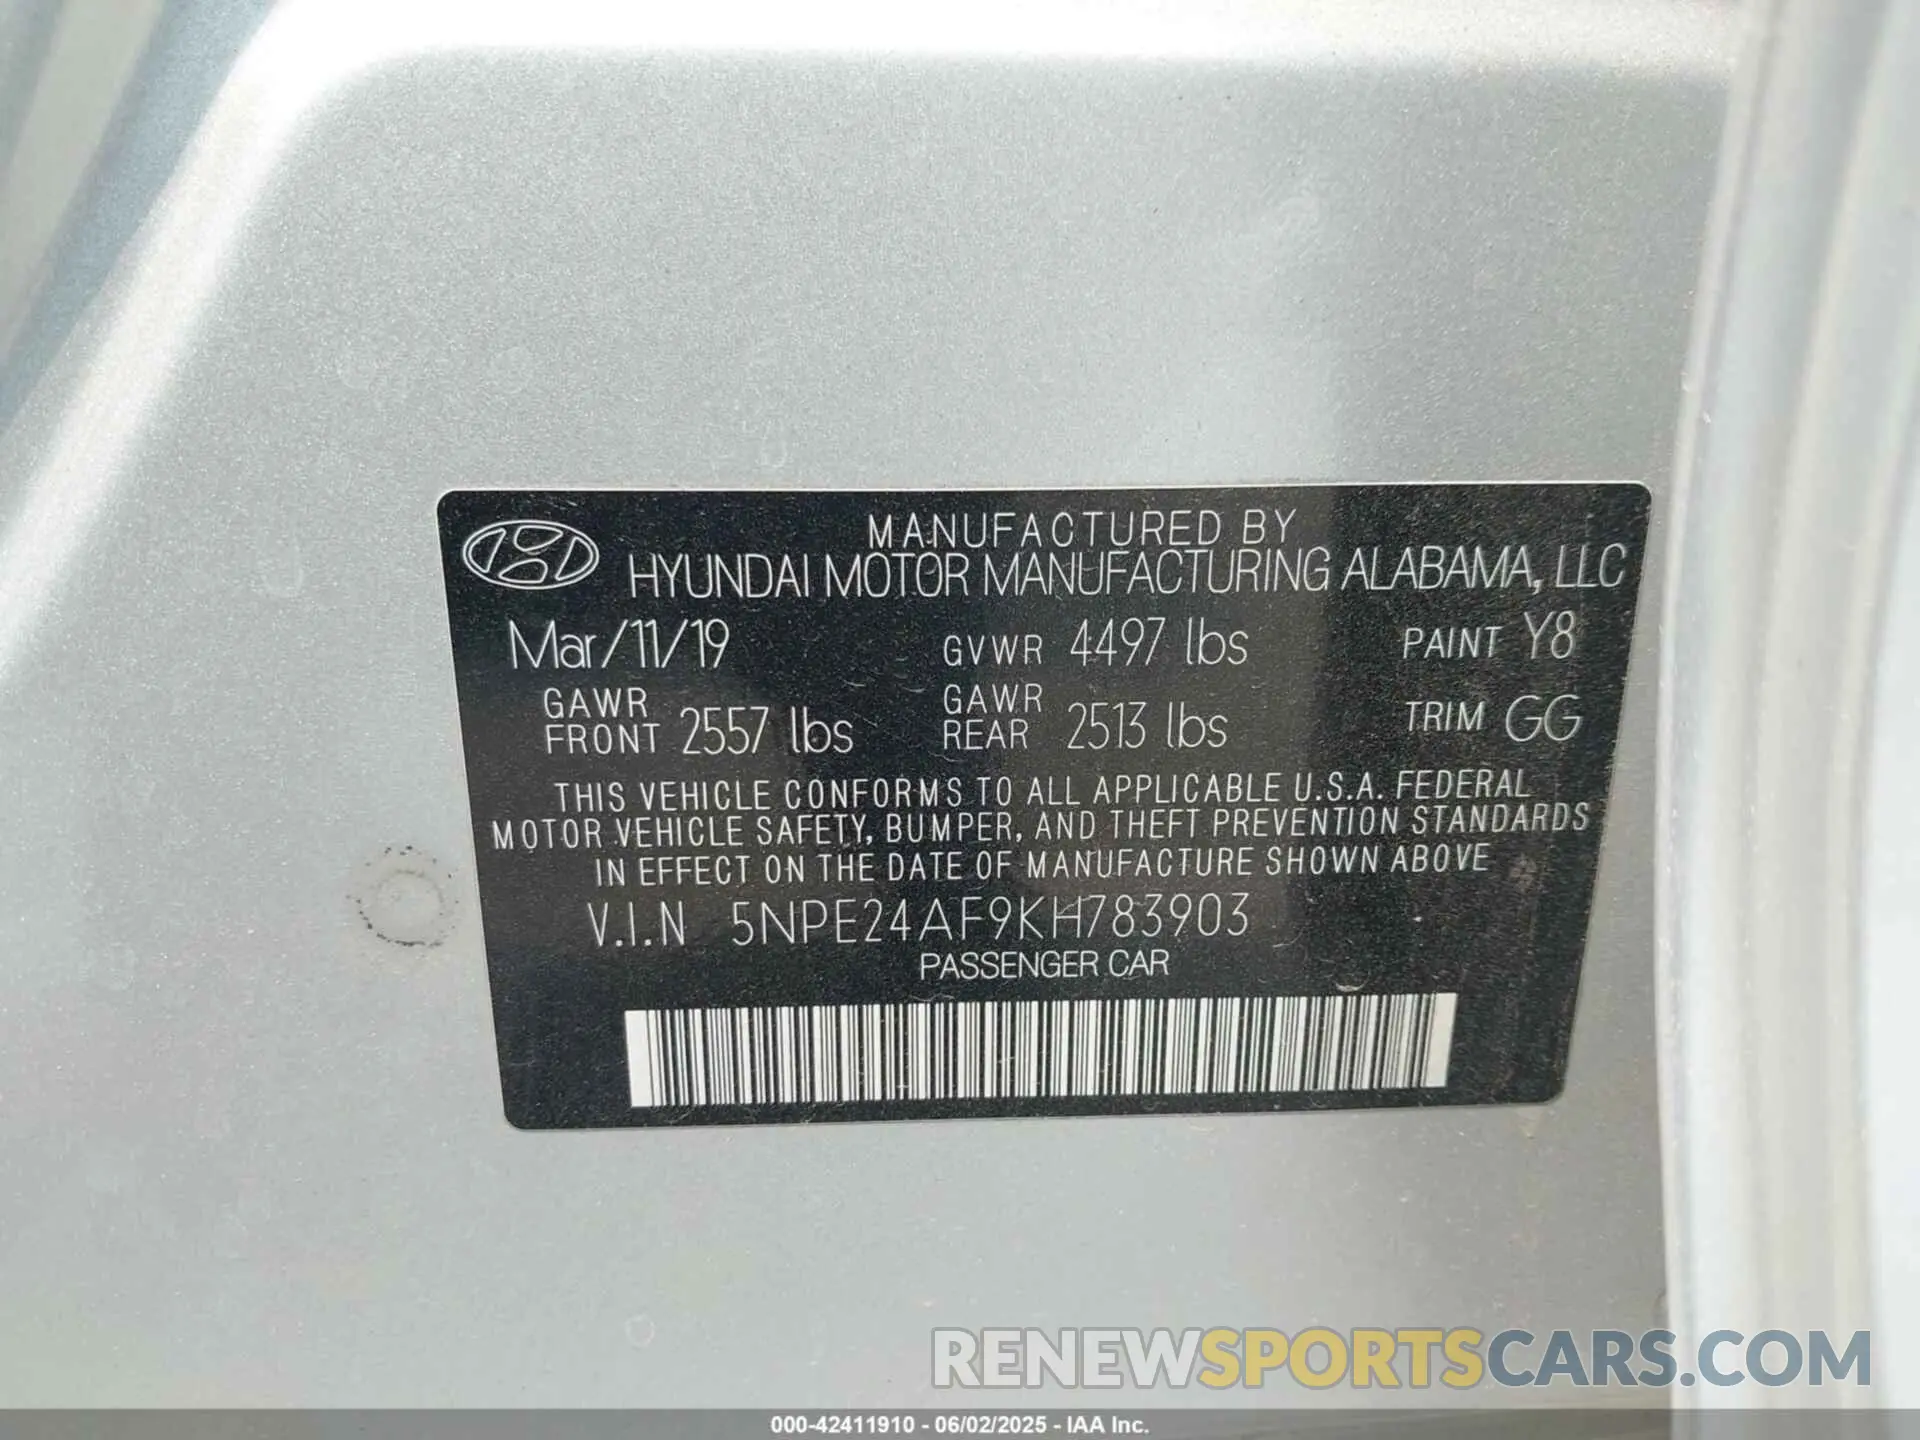 MANUFACTURED BY
HYUNDAI MOTOR MANUFACTURING ALABAMA, LLC
Mar/11/19 GVWR 4497 lbs PAINT Y8
GAWR FRONT 2557 lbs GAWR REAR 2513 lbs TRIM GG
THIS VEHICLE CONFORMS TO ALL APPLICABLE U.S.A. FEDERAL
MOTOR VEHICLE SAFETY, BUMPER, AND THEFT PREVENTION STANDARDS
IN EFFECT ON THE DATE OF MANUFACTURE SHOWN ABOVE
V.I.N 5NPE24AF9KH783903
PASSENGER CAR
RENEWSPORTSCARS.COM
000-42411910 - 06/02/2025 - IAA Inc.